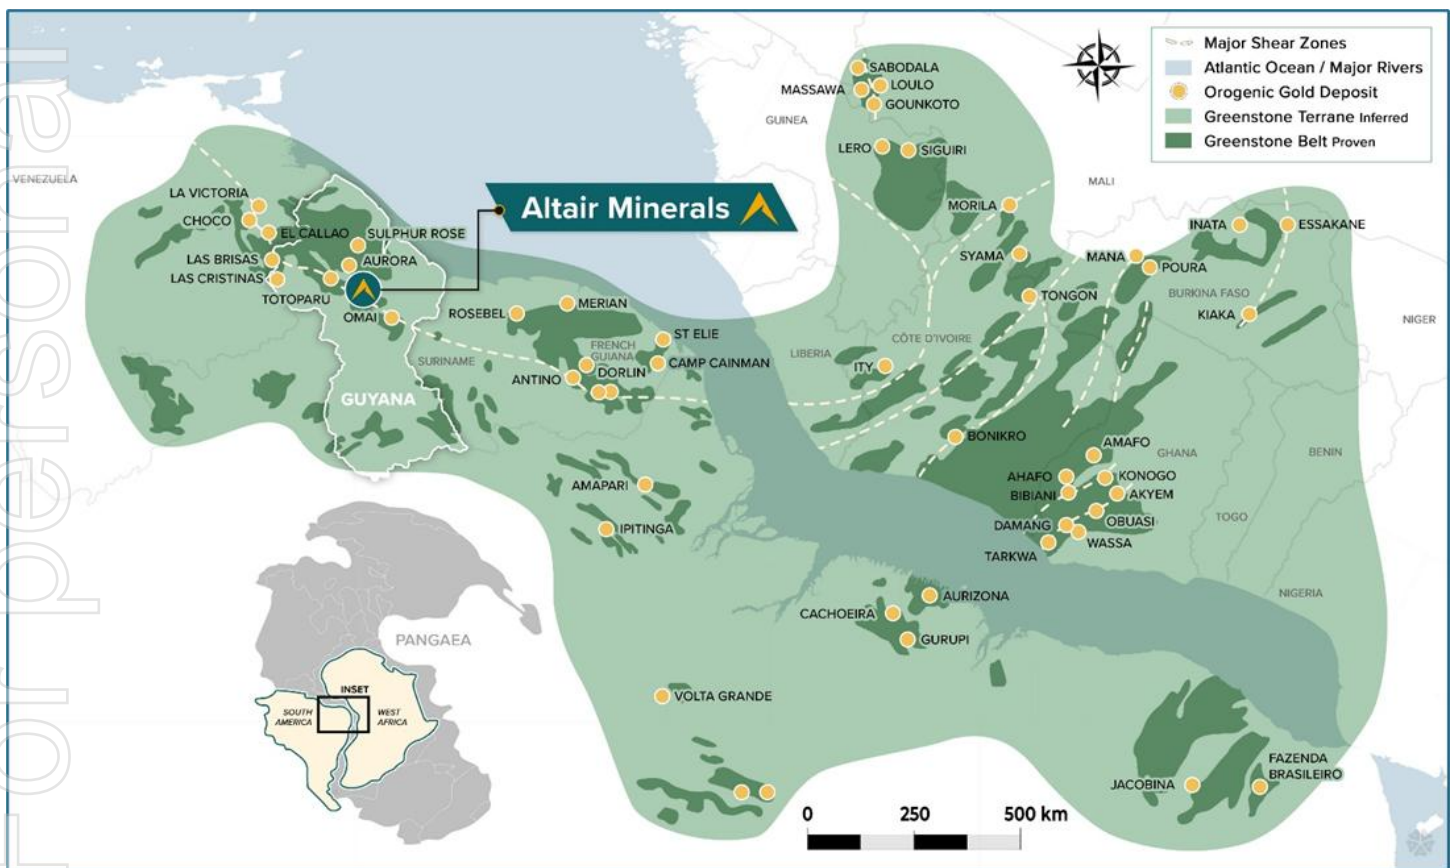 For personal
Major Shear Zones
Atlantic Ocean / Major Rivers
Orogenic Gold Deposit
Greenstone Terrane Inferred
Greenstone Belt Proven
SABODALA
MASSAWA
LOULO
GOUNKOTO
GUINEA
LERO
SIGUIRI
MALI
VENEZUELA
LA VICTORIA
CHOCO
EL CALLAO
SULPHUR ROSE
LAS BRISAS
AURORA
LAS CRISTINAS
TOTOPARU
OMAI
Altair Minerals
MORILA
SYAMA
INATA
ESSAKANE
MANA
POURA
BURKINA FASO
KIAKA
NIGER
TONGON
ROSEBEL
MERIAN
ST ELIE
FRENCH
GUIANA
CAMP CAINMAN
SURINAME
ANTINO
DORLIN
GUYANA
LIBERIA
CÔTE D'IVOIRE
ITY
BONIKRO
AMAFO
GHANA
BENIN
AHAFO
KONOGO
BIBIANI
AKYEM
OBUASI
DAMANG
WASSA
TARKWA
TOGO
NIGERIA
AMAPARI
IPITINGA
AURIZONA
CACHOEIRA
GURUPI
VOLTA GRANDE
PANGAEA
INSET
SOUTH
AMERICA
WEST
AFRICA
JACOBINA
FAZENDA
BRASILEIRO
0 250 500 km